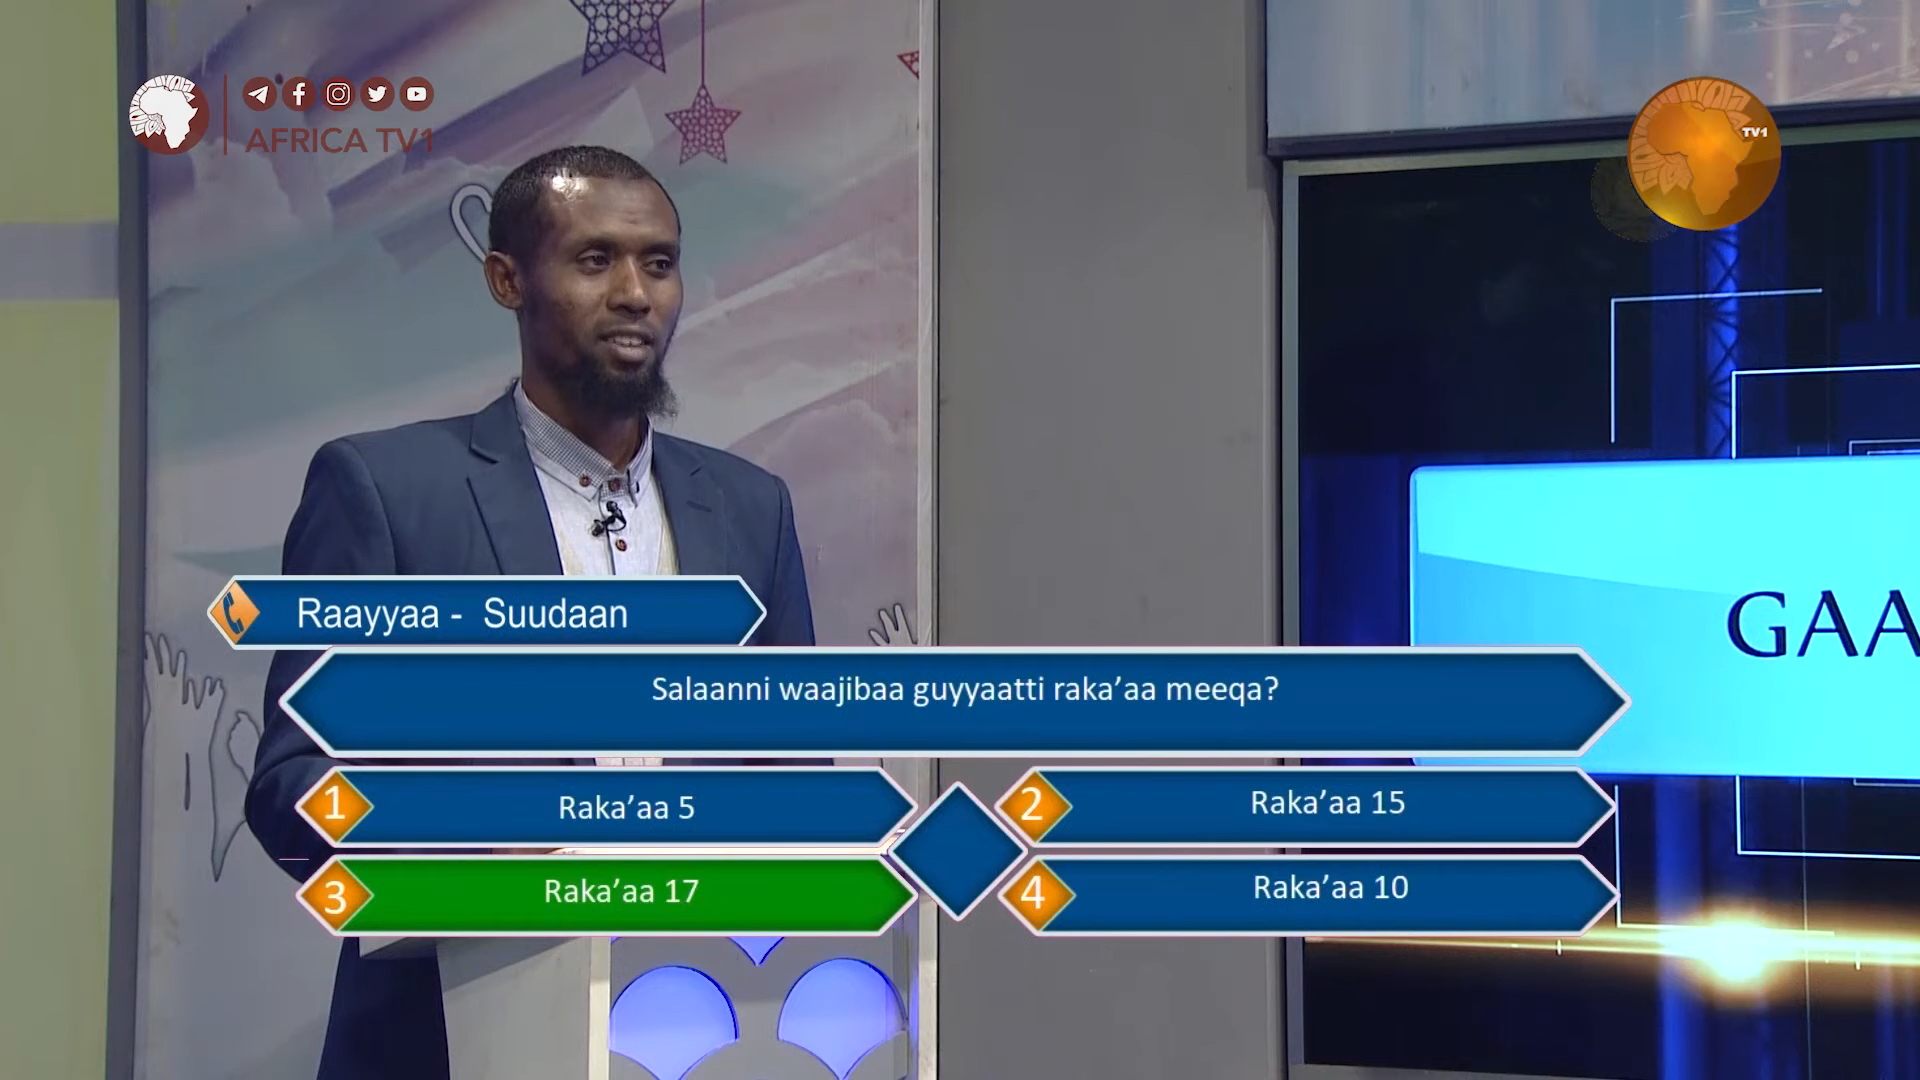 AFRICA TV1
TV1
GAA
Raayyaa - Suudaan
Salaanni waajibaa guyyaatti raka’aa meeqa?
1 Raka’aa 5
2 Raka’aa 15
3 Raka’aa 17
4 Raka’aa 10